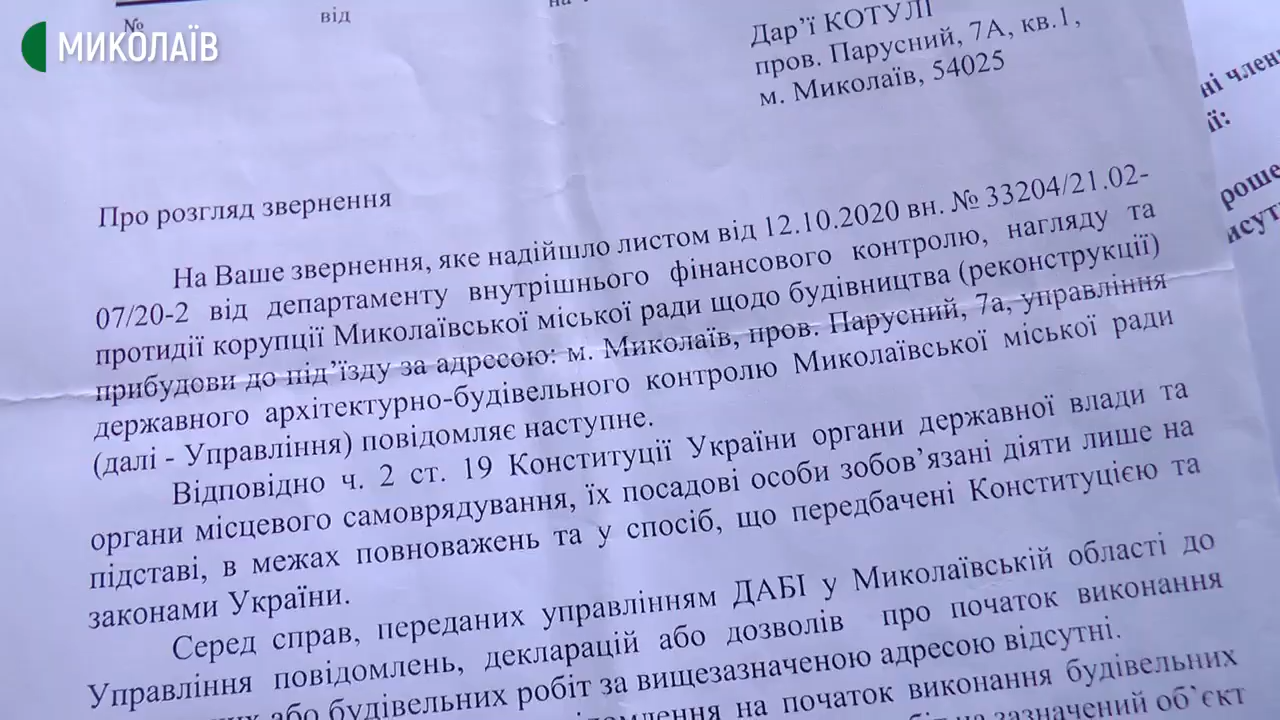 МИКОЛАЇВ
№ від на
Дар’ї КОТУЛІ
пров. Парусний, 7А, кв.1,
м. Миколаїв, 54025
Про розгляд звернення
На Ваше звернення, яке надійшло листом від 12.10.2020 вн. № 33204/21.02-
07/20-2 від департаменту внутрішнього фінансового контролю, нагляду та
протидії корупції Миколаївської міської ради щодо будівництва (реконструкції)
прибудови до під’їзду за адресою: м. Миколаїв, пров. Парусний, 7а, управління
державного архітектурно-будівельного контролю Миколаївської міської ради
(далі - Управління) повідомляє наступне.
Відповідно ч. 2 ст. 19 Конституції України органи державної влади та
органи місцевого самоврядування, їх посадові особи зобов’язані діяти лише на
підставі, в межах повноважень та у спосіб, що передбачені Конституцією та
законами України.
Серед справ, переданих управлінням ДАБІ у Миколаївській області до
Управління повідомлень, декларацій або дозволів про початок виконання
або будівельних робіт за вищезазначеною адресою відсутні.
на початок виконання будівельних
зазначений об’єкт
ні член
ії: